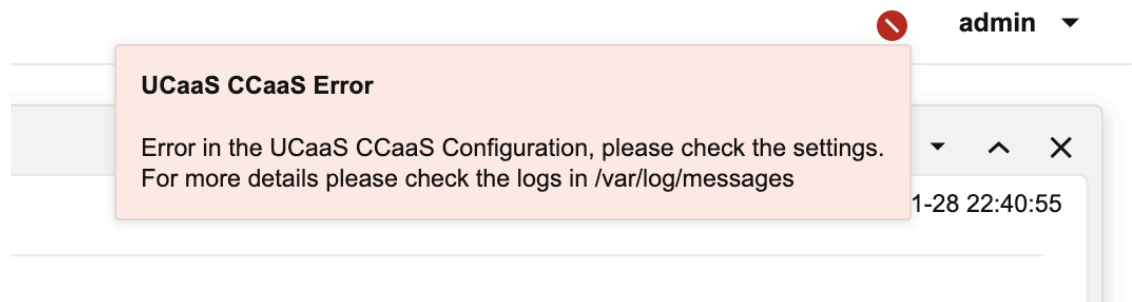 admin
UCaaS CCaaS Error
Error in the UCaaS CCaaS Configuration, please check the settings.
For more details please check the logs in /var/log/messages
1-28 22:40:55